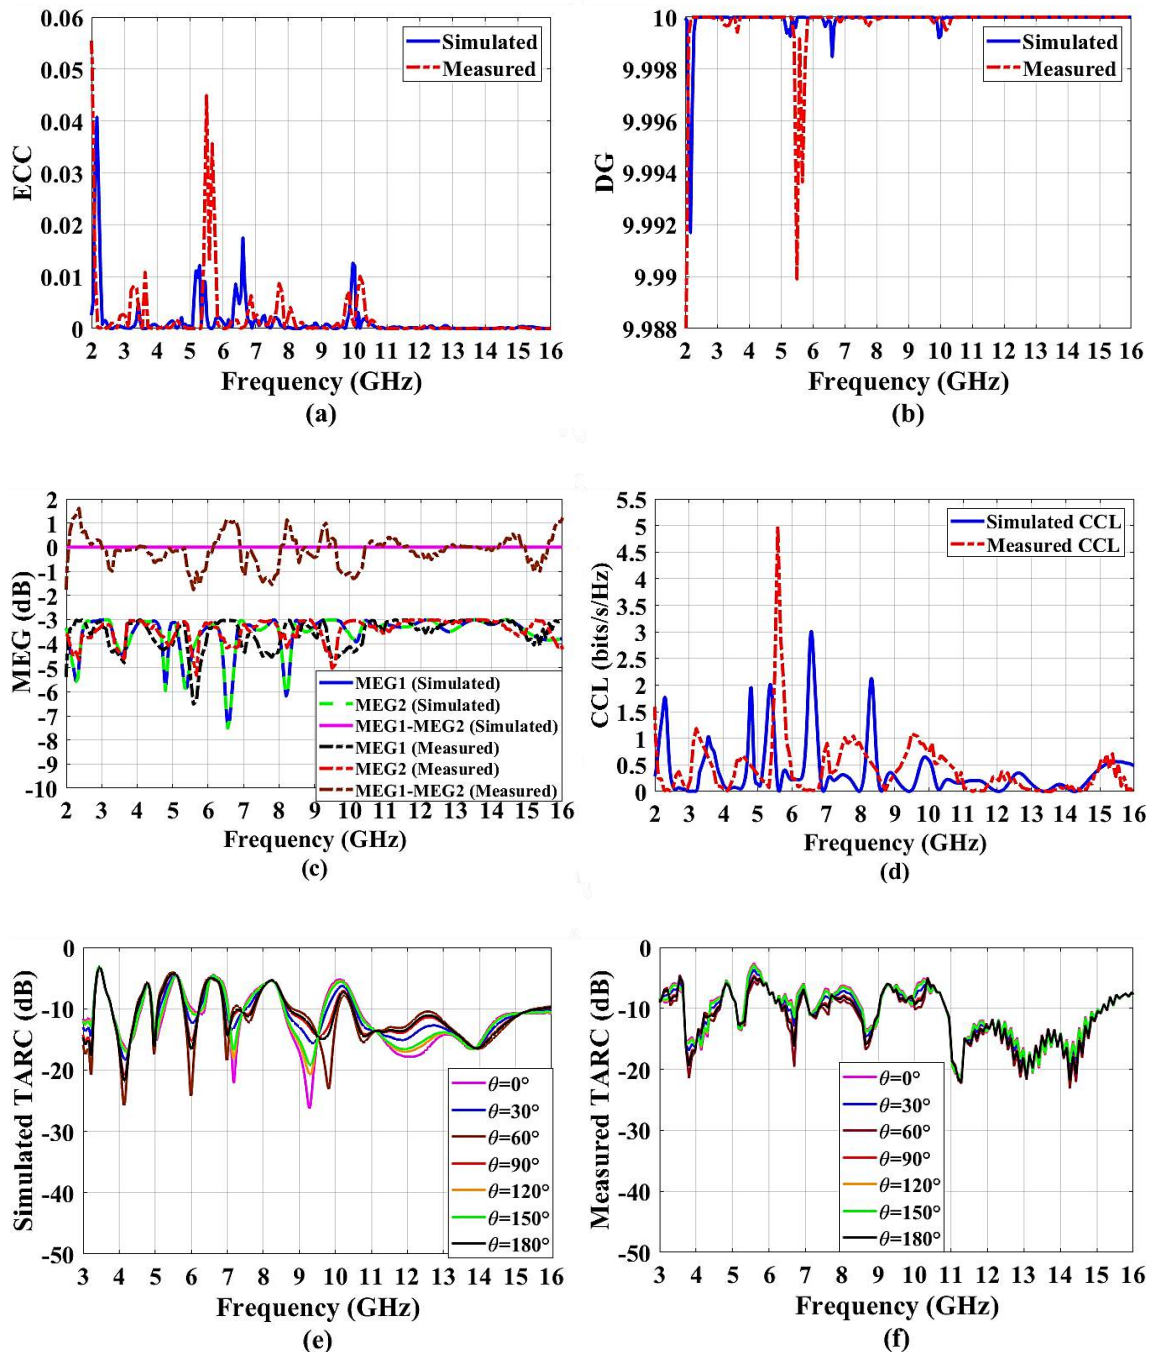 0.06
0.05
0.04
0.03
0.02
0.01
0
ECC
Simulated
Measured
2 3 4 5 6 7 8 9 10 11 12 13 14 15 16
Frequency (GHz)
(a)
10
9.998
9.996
9.994
9.992
9.99
9.988
DG
Simulated
Measured
2 3 4 5 6 7 8 9 10 11 12 13 14 15 16
Frequency (GHz)
(b)
2
1
0
-1
-2
-3
-4
-5
-6
-7
-8
-9
-10
MEG (dB)
MEG1 (Simulated)
MEG2 (Simulated)
MEG1-MEG2 (Simulated)
MEG1 (Measured)
MEG2 (Measured)
MEG1-MEG2 (Measured)
2 3 4 5 6 7 8 9 10 11 12 13 14 15 16
Frequency (GHz)
(c)
5.5
5
4.5
4
3.5
3
2.5
2
1.5
1
0.5
0
CCL (bits/s/Hz)
Simulated CCL
Measured CCL
2 3 4 5 6 7 8 9 10 11 12 13 14 15 16
Frequency (GHz)
(d)
0
-10
-20
-30
-40
-50
Simulated TARC (dB)
θ=0°
θ=30°
θ=60°
θ=90°
θ=120°
θ=150°
θ=180°
3 4 5 6 7 8 9 10 11 12 13 14 15 16
Frequency (GHz)
(e)
0
-10
-20
-30
-40
-50
Measured TARC (dB)
θ=0°
θ=30°
θ=60°
θ=90°
θ=120°
θ=150°
θ=180°
3 4 5 6 7 8 9 10 11 12 13 14 15 16
Frequency (GHz)
(f)